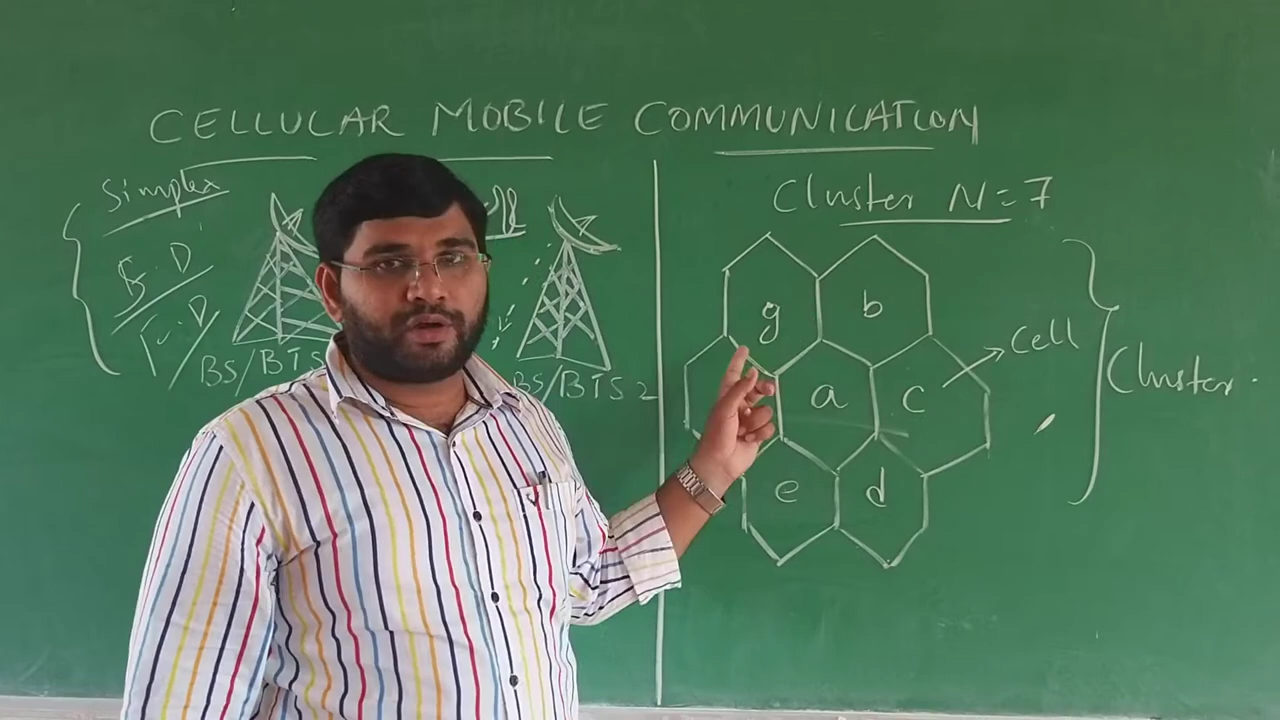 CELLULAR MOBILE COMMUNICATION
Simplex
F.D
BS/BTS
BS/BTS 2
Cluster N=7
g
b
a
c
e
d
Cell
Cluster.